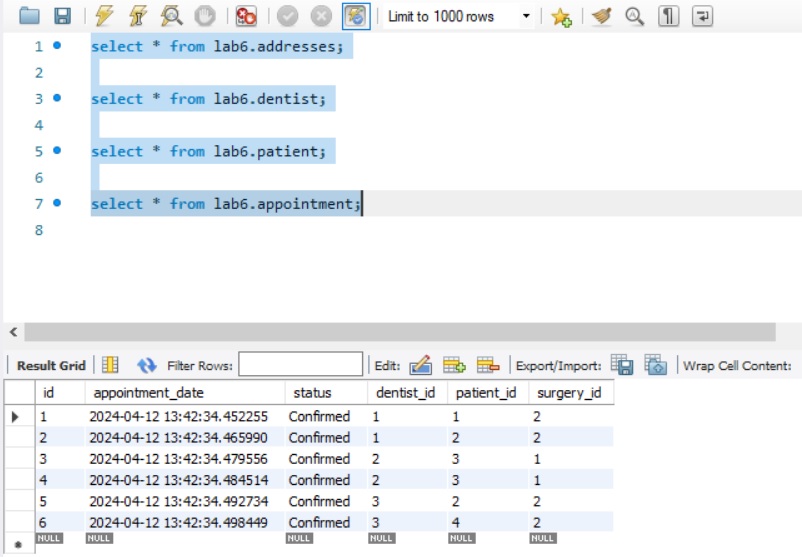 Limit to 1000 rows
1 select * from lab6.addresses;
2
3 select * from lab6.dentist;
4
5 select * from lab6.patient;
6
7 select * from lab6.appointment;
8
Result Grid Filter Rows: Edit: Export/Import: Wrap Cell Content:
id appointment_date status dentist_id patient_id surgery_id
1 2024-04-12 13:42:34.452255 Confirmed 1 1 2
2 2024-04-12 13:42:34.465990 Confirmed 1 2 2
3 2024-04-12 13:42:34.479556 Confirmed 2 3 1
4 2024-04-12 13:42:34.484514 Confirmed 2 3 1
5 2024-04-12 13:42:34.492734 Confirmed 3 2 2
6 2024-04-12 13:42:34.498449 Confirmed 3 4 2
NULL NULL NULL NULL NULL NULL